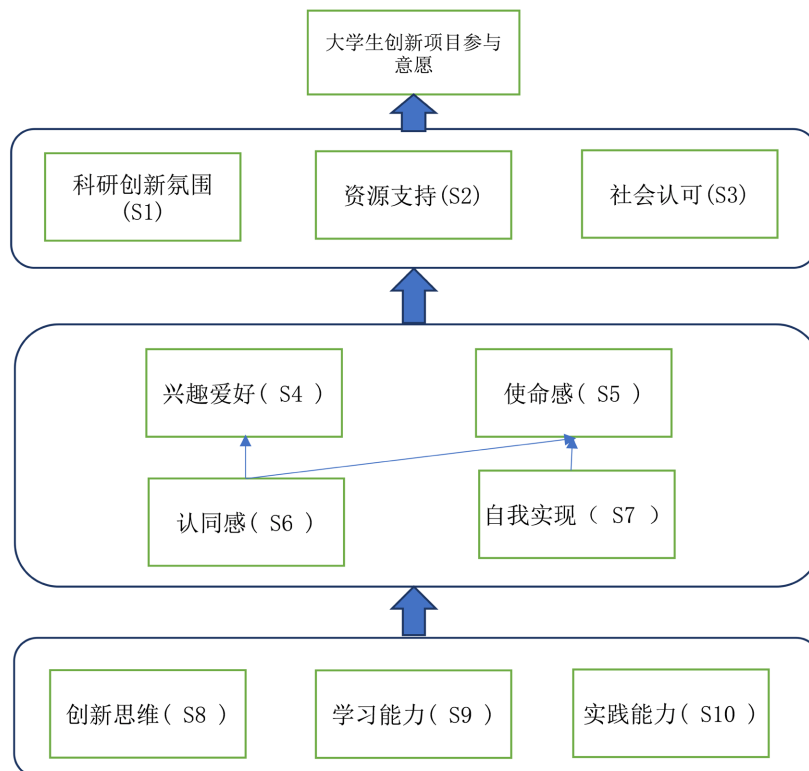 大学生创新项目参与
意愿
科研创新氛围
(S1)
资源支持(S2)
社会认可(S3)
兴趣爱好( S4 )
使命感( S5 )
认同感( S6 )
自我实现（ S7 ）
创新思维( S8 )
学习能力( S9 )
实践能力( S10 )